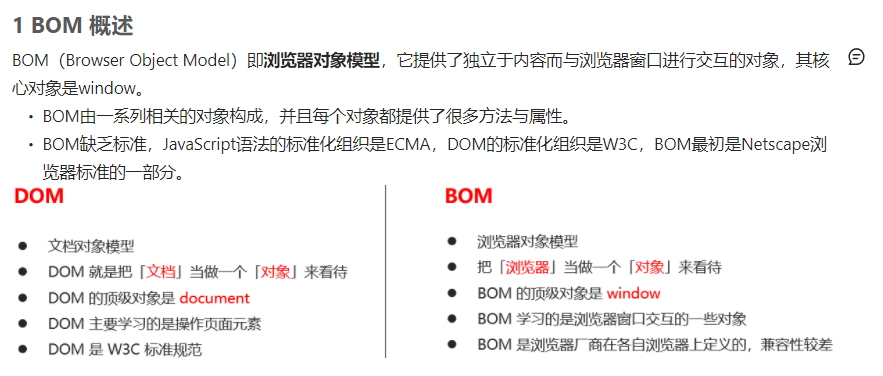 1 BOM 概述
BOM（Browser Object Model）即浏览器对象模型，它提供了独立于内容而与浏览器窗口进行交互的对象，其核
心对象是window。
• BOM由一系列相关的对象构成，并且每个对象都提供了很多方法与属性。
• BOM缺乏标准，JavaScript语法的标准化组织是ECMA，DOM的标准化组织是W3C，BOM最初是Netscape浏
览器标准的一部分。
DOM
● 文档对象模型
● DOM 就是把「文档」当做一个「对象」来看待
● DOM 的顶级对象是 document
● DOM 主要学习的是操作页面元素
● DOM 是 W3C 标准规范
BOM
● 浏览器对象模型
● 把「浏览器」当做一个「对象」来看待
● BOM 的顶级对象是 window
● BOM 学习的是浏览器窗口交互的一些对象
● BOM 是浏览器厂商在各自浏览器上定义的，兼容性较差